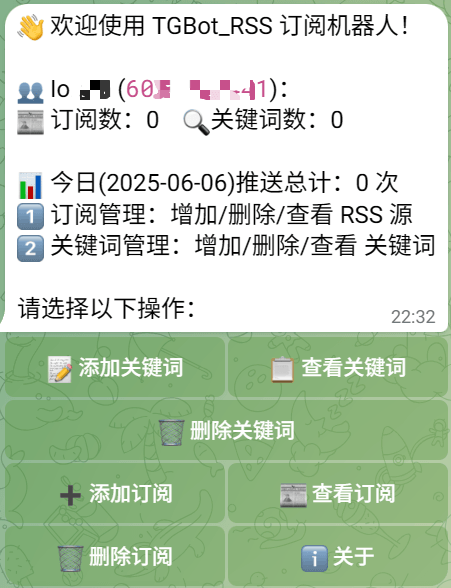 👋 欢迎使用 TGBot_RSS 订阅机器人！
👥 lo
📰 订阅数：0 🔍关键词数：0
📊 今日(2025-06-06)推送总计：0 次
1️⃣ 订阅管理：增加/删除/查看 RSS 源
2️⃣ 关键词管理：增加/删除/查看 关键词
请选择以下操作：
22:32
📝 添加关键词
📋 查看关键词
🗑️ 删除关键词
➕ 添加订阅
📰 查看订阅
🗑️ 删除订阅
ℹ️ 关于